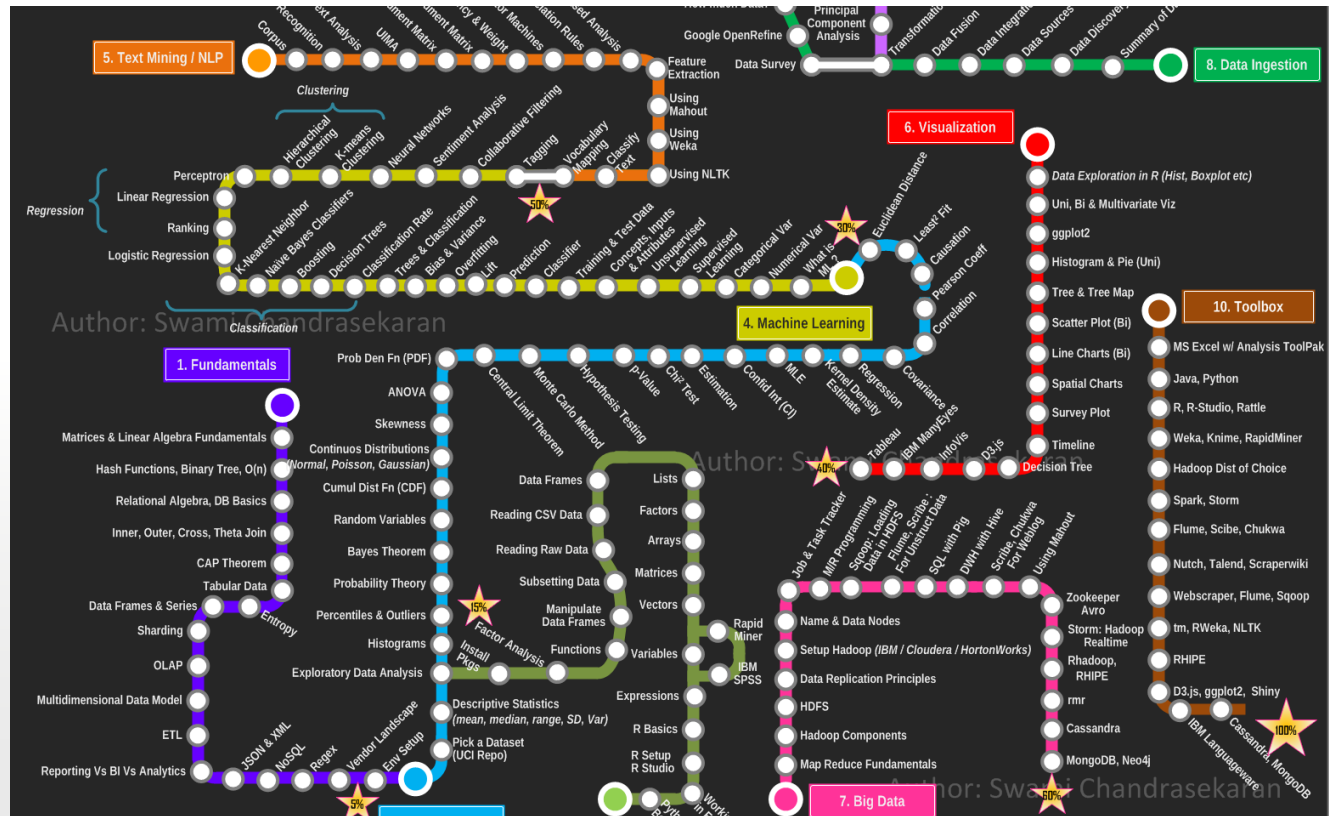 5. Text Mining / NLP
Corpus
Recognition
Text Analysis
UIMA
Matrix
Matrix
& Weight
Machines
Rules
Analysis
Feature
Extraction
Using
Mahout
Using
Weka
Using NLTK
Classify
Text
Vocabulary
Mapping
Tagging
50%
Collaborative Filtering
Sentiment Analysis
Neural Networks
K-means
Clustering
Hierarchical
Clustering
Clustering
Perceptron
Linear Regression
Regression
Ranking
Logistic Regression
K-Nearest Neighbor
Naïve Bayes Classifiers
Boosting
Decision Trees
Classification Rate
Trees & Classification
Bias & Variance
Overfitting
Lift
Prediction
Classifier
Training & Test Data
Concepts, Inputs
& Attributes
Unsupervised
Learning
Supervised
Learning
Categorical Var
Numerical Var
What is
ML?
30%
Classification
4. Machine Learning
Google OpenRefine
Data Survey
Principal
Component
Analysis
Transformation
Data Fusion
Data Integration
Data Sources
Data Discovery
Summary of
8. Data Ingestion
6. Visualization
Data Exploration in R (Hist, Boxplot etc)
Uni, Bi & Multivariate Viz
ggplot2
Histogram & Pie (Uni)
Tree & Tree Map
Scatter Plot (Bi)
Line Charts (Bi)
Spatial Charts
Survey Plot
Timeline
Decision Tree
D3.js
InfoVis
IBM ManyEyes
Tableau
40%
Euclidean Distance
Least² Fit
Causation
Pearson Coeff
Correlation
Covariance
Regression
Kernel Density
Estimate
MLE
Confid Int (CI)
Estimation
Chi² Test
p-Value
Hypothesis Testing
Monte Carlo Method
Central Limit Theorem
Prob Den Fn (PDF)
ANOVA
Skewness
Continuos Distributions
(Normal, Poisson, Gaussian)
Cumul Dist Fn (CDF)
Random Variables
Bayes Theorem
Probability Theory
Percentiles & Outliers
15%
Histograms
Exploratory Data Analysis
Descriptive Statistics
(mean, median, range, SD, Var)
Pick a Dataset
(UCI Repo)
Author: Swami Chandrasekaran
1. Fundamentals
Matrices & Linear Algebra Fundamentals
Hash Functions, Binary Tree, O(n)
Relational Algebra, DB Basics
Inner, Outer, Cross, Theta Join
CAP Theorem
Tabular Data
Entropy
Data Frames & Series
Sharding
OLAP
Multidimensional Data Model
ETL
Reporting Vs BI Vs Analytics
JSON & XML
NoSQL
Regex
Vendor Landscape
Env Setup
5%
Install
Pkgs
Factor Analysis
Functions
Manipulate
Data Frames
Subsetting Data
Reading Raw Data
Reading CSV Data
Data Frames
Lists
Factors
Arrays
Matrices
Vectors
Variables
Rapid
Miner
IBM
SPSS
Expressions
R Basics
R Setup
R Studio
Author: Swami Chandrasekaran
Job & Task Tracker
M/R Programming
Sqoop: Loading
Data in HDFS
Flume, Scribe :
For Unstruct Data
SQL with Pig
DWH with Hive
Scribe, Chukwa
For Weblog
Using Mahout
Zookeeper
Avro
Storm: Hadoop
Realtime
Rhadoop,
RHIPE
rmr
Cassandra
MongoDB, Neo4j
60%
Name & Data Nodes
Setup Hadoop (IBM / Cloudera / HortonWorks)
Data Replication Principles
HDFS
Hadoop Components
Map Reduce Fundamentals
7. Big Data
Author: Swami Chandrasekaran
10. Toolbox
MS Excel w/ Analysis ToolPak
Java, Python
R, R-Studio, Rattle
Weka, Knime, RapidMiner
Hadoop Dist of Choice
Spark, Storm
Flume, Scibe, Chukwa
Nutch, Talend, Scraperwiki
Webscraper, Flume, Sqoop
tm, RWeka, NLTK
RHIPE
D3.js, ggplot2, Shiny
IBM Languageware
Cassandra, MongoDB
100%